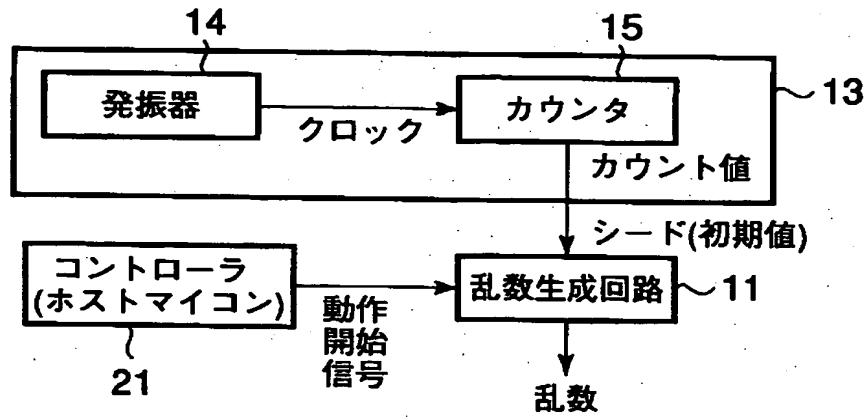 14
15
発振器
クロック
カウンタ
13
カウント値
シード(初期値)
コントローラ
(ホストマイコン)
動作
開始
信号
乱数生成回路
11
21
乱数